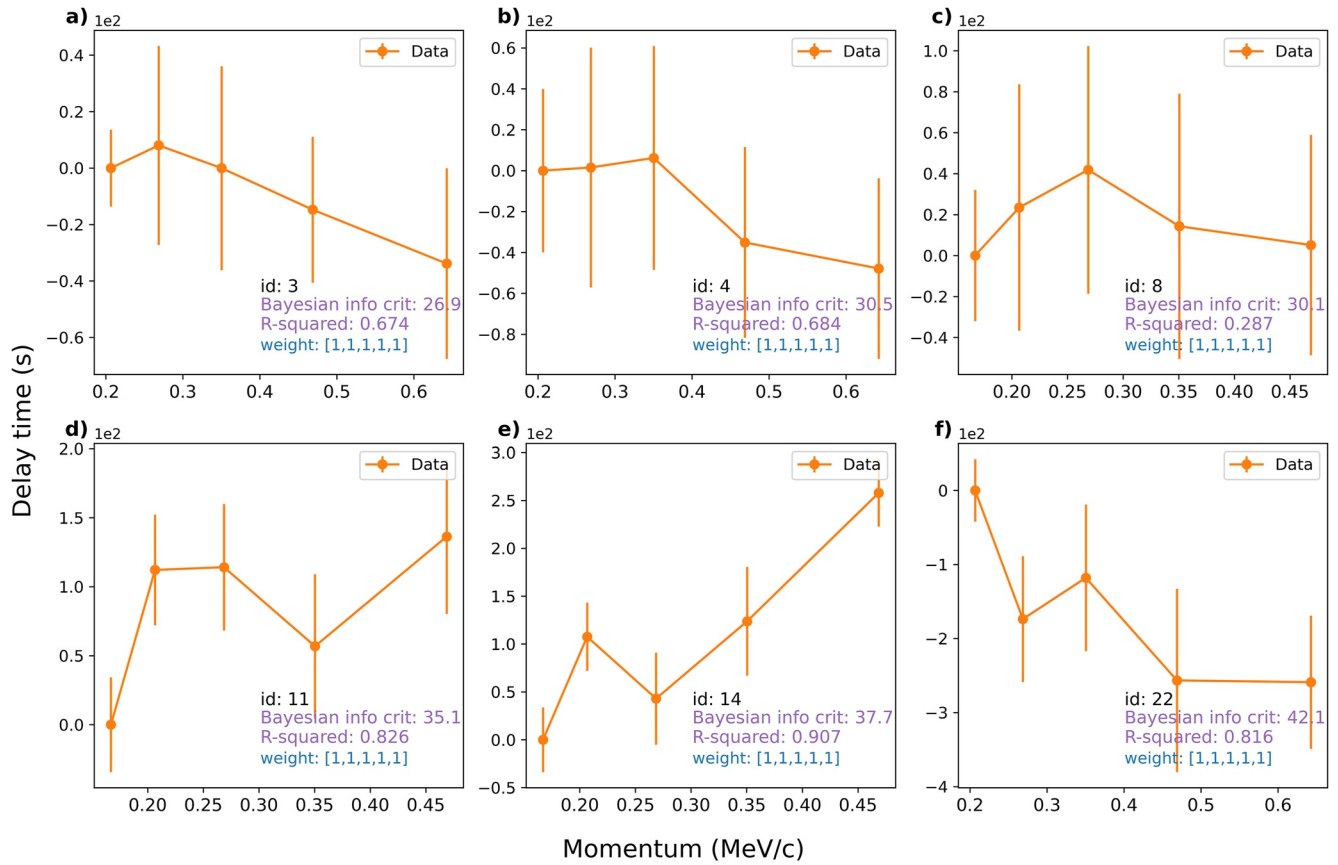 a) 1e2
Data
0.4
0.2
0.0
−0.2
−0.4
−0.6
id: 3
Bayesian info crit: 26.9
R-squared: 0.674
weight: [1,1,1,1,1]
0.2 0.3 0.4 0.5 0.6
b) 1e2
Data
0.6
0.4
0.2
0.0
−0.2
−0.4
−0.6
−0.8
id: 4
Bayesian info crit: 30.5
R-squared: 0.684
weight: [1,1,1,1,1]
0.2 0.3 0.4 0.5 0.6
c) 1e2
Data
1.0
0.8
0.6
0.4
0.2
0.0
−0.2
−0.4
id: 8
Bayesian info crit: 30.1
R-squared: 0.287
weight: [1,1,1,1,1]
0.20 0.25 0.30 0.35 0.40 0.45
Delay time (s)
d) 1e2
Data
2.0
1.5
1.0
0.5
0.0
id: 11
Bayesian info crit: 35.1
R-squared: 0.826
weight: [1,1,1,1,1]
0.20 0.25 0.30 0.35 0.40 0.45
e) 1e2
Data
3.0
2.5
2.0
1.5
1.0
0.5
0.0
−0.5
id: 14
Bayesian info crit: 37.7
R-squared: 0.907
weight: [1,1,1,1,1]
0.20 0.25 0.30 0.35 0.40 0.45
f) 1e2
Data
0
−1
−2
−3
−4
id: 22
Bayesian info crit: 42.1
R-squared: 0.816
weight: [1,1,1,1,1]
0.2 0.3 0.4 0.5 0.6
Momentum (MeV/c)